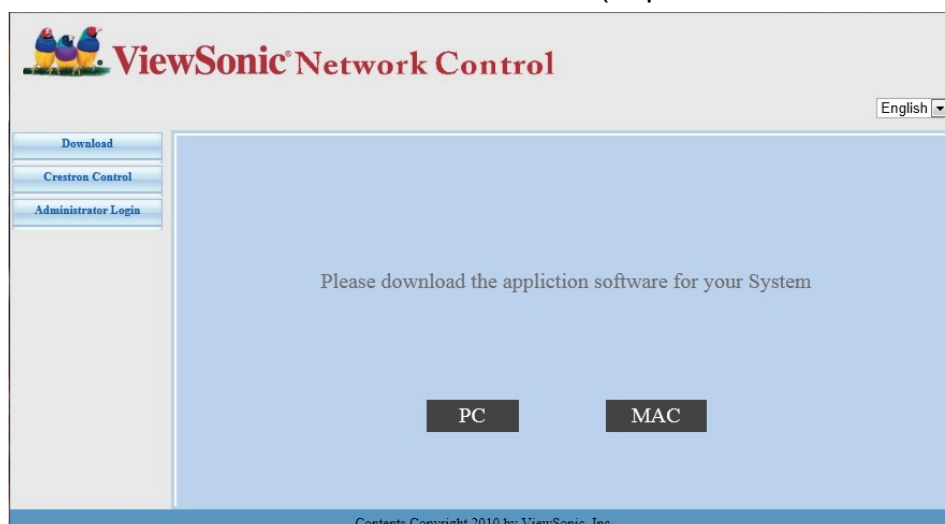 ViewSonic® Network Control
English
Download
Crestron Control
Administrator Login
Please download the appliction software for your System
PC MAC
Contents Copyright 2010 by ViewSonic, Inc